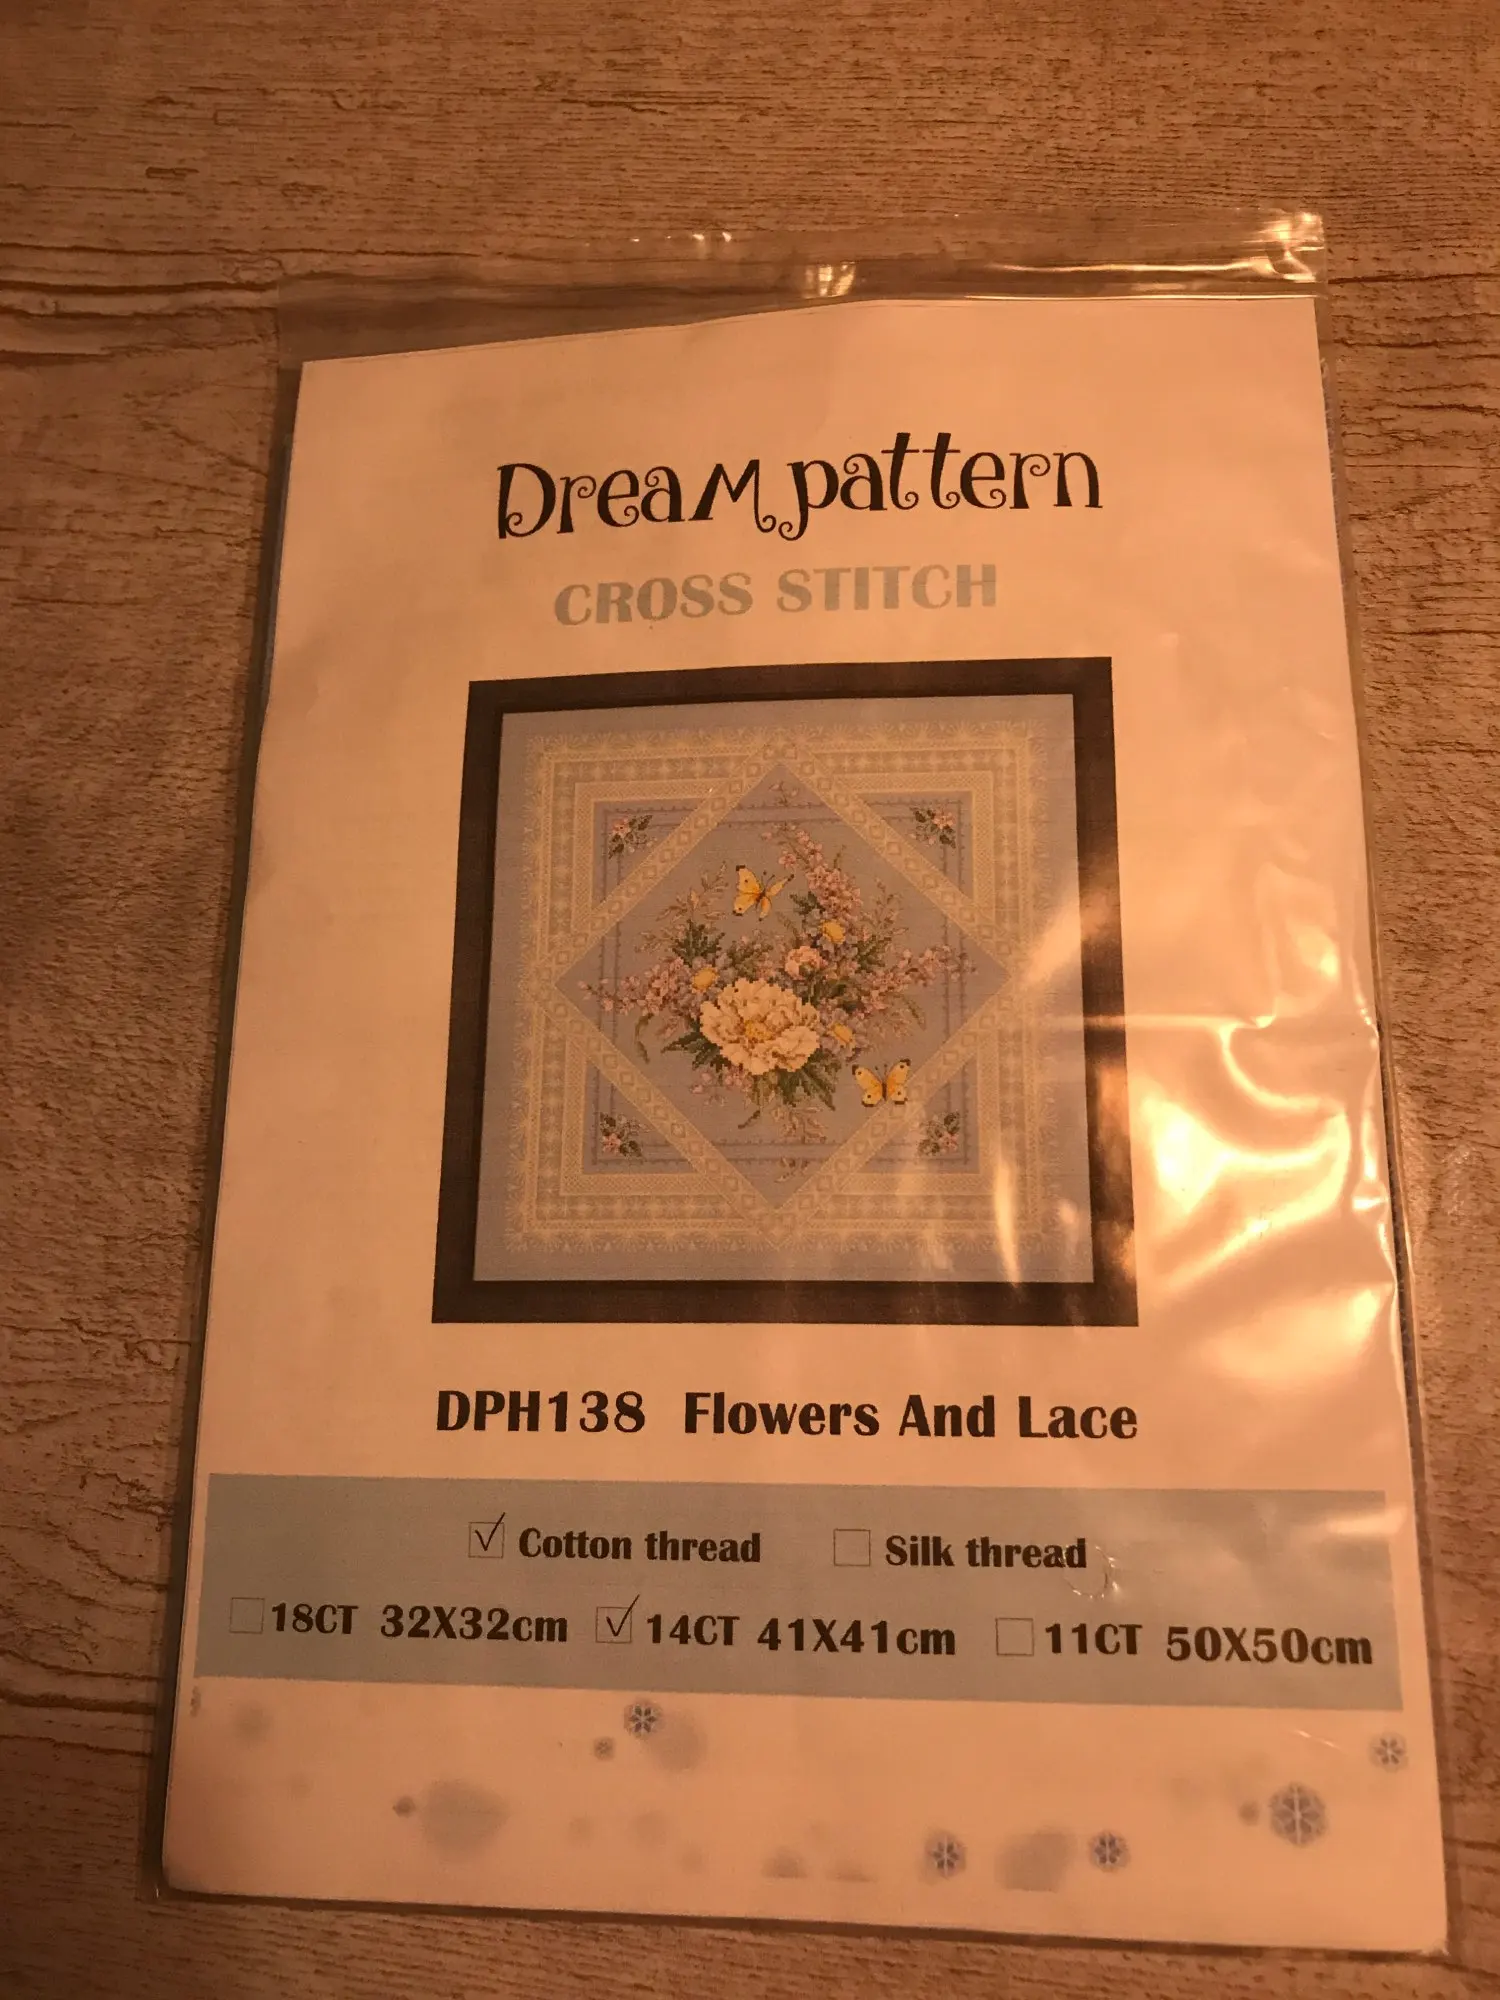 Dream pattern
CROSS STITCH
DPH138 Flowers And Lace
Cotton thread Silk thread
18CT 32X32cm 14CT 41X41cm 11CT 50X50cm